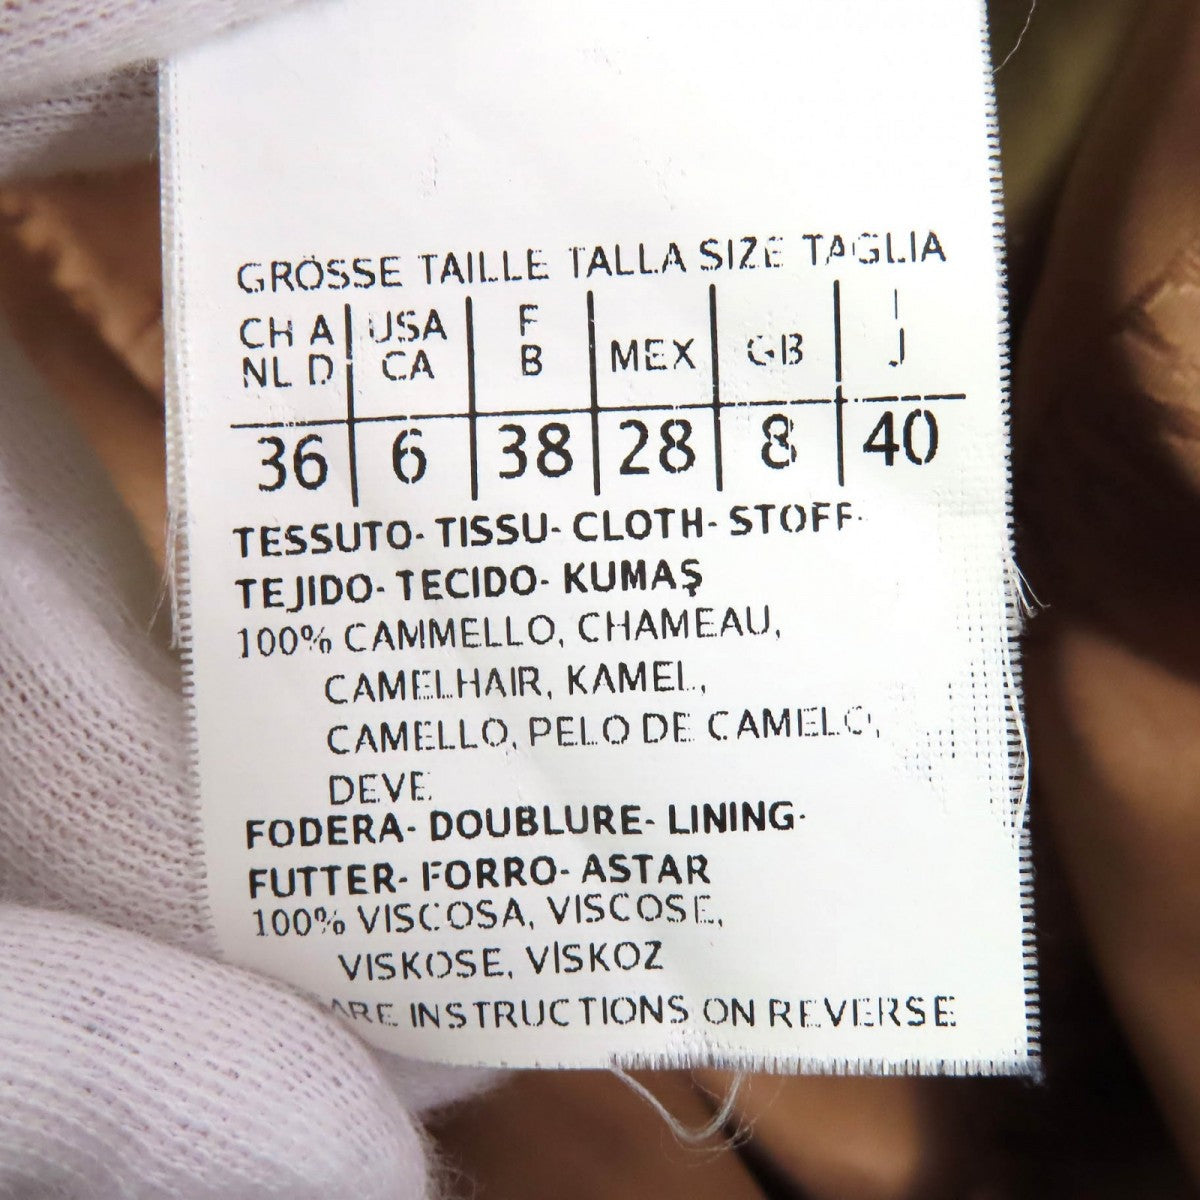 GRÖSSE TAILLE TALLA SIZE TAGLIA
CH A USA F MEX GB I
NL D CA B J
36 6 38 28 8 40
TESSUTO- TISSU- CLOTH- STOFF-
TEJIDO- TECIDO- KUMAŞ
100% CAMMELLO, CHAMEAU,
CAMELHAIR, KAMEL,
CAMELLO, PELO DE CAMELO,
DEVE
FODERA- DOUBLURE- LINING-
FUTTER- FORRO- ASTAR
100% VISCOSA, VISCOSE,
VISKOSE, VİSKOZ
ARE INSTRUCTIONS ON REVERSE